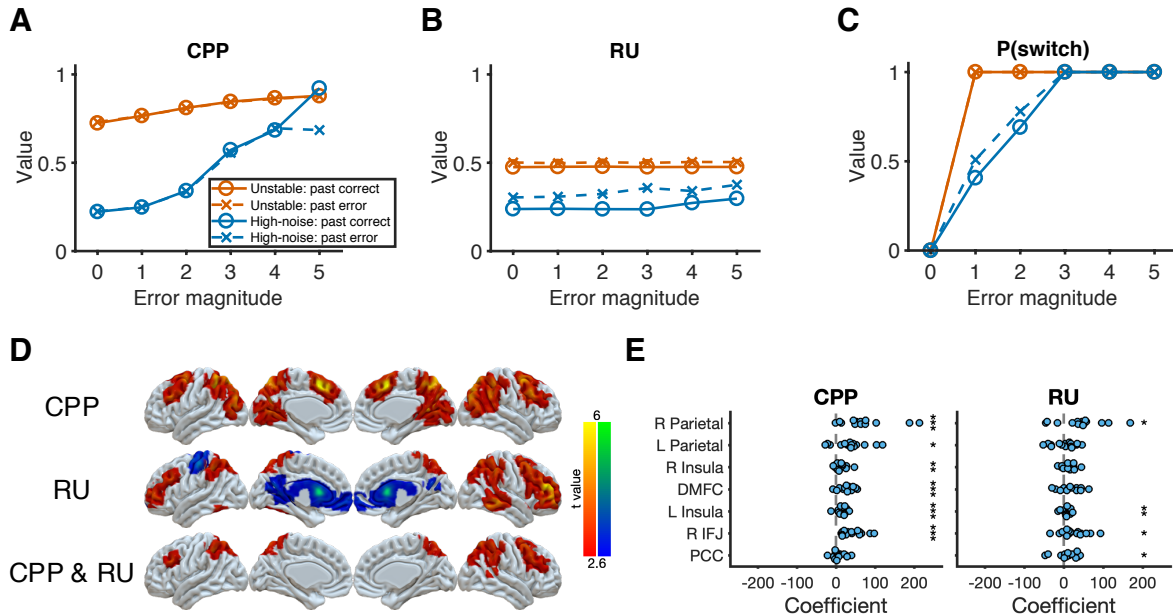 A
CPP
Value
1
0.5
0
0 1 2 3 4 5
Error magnitude
Unstable: past correct
Unstable: past error
High-noise: past correct
High-noise: past error
B
RU
Value
1
0.5
0
0 1 2 3 4 5
Error magnitude
C
P(switch)
Value
1
0.5
0
0 1 2 3 4 5
Error magnitude
D
CPP
RU
CPP & RU
6
t value
2.6
E
CPP
RU
R Parietal
***
*
L Parietal
*
R Insula
**
DMFC
***
L Insula
***
**
R IFJ
***
*
PCC
*
-200 -100 0 100 200
Coefficient
-200 -100 0 100 200
Coefficient